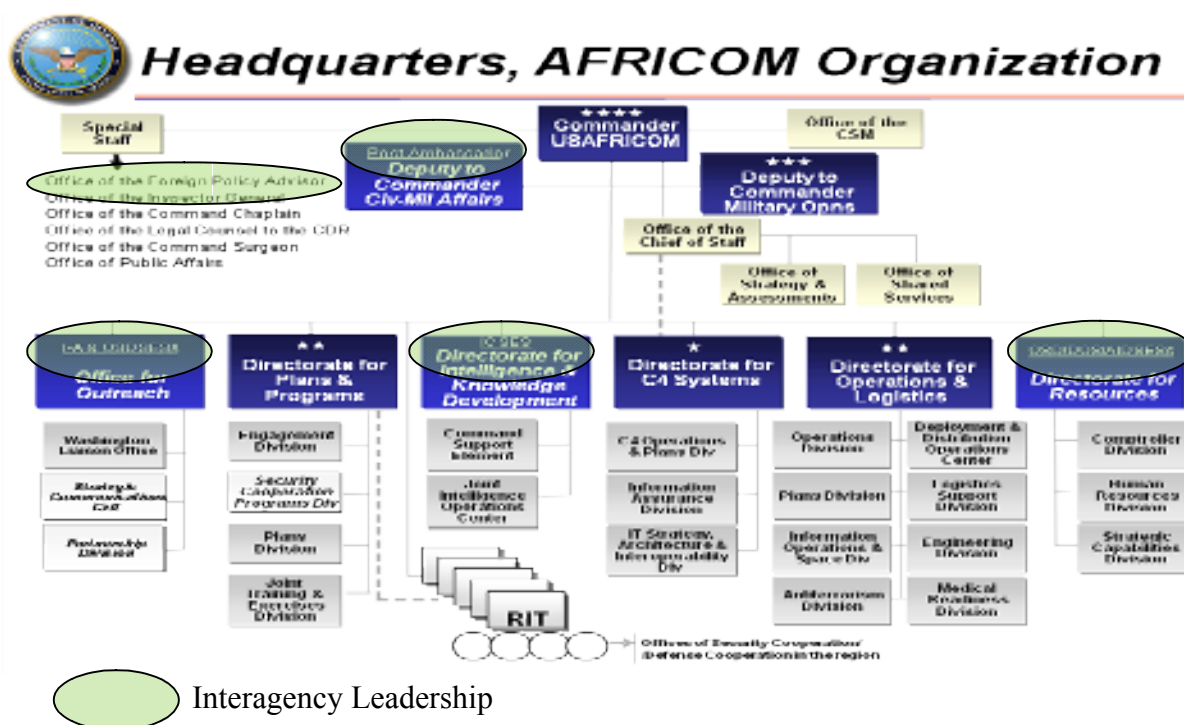 Headquarters, AFRICOM Organization
Special
Staff
Office of the Foreign Policy Advisor
Office of the Inspector General
Office of the Command Chaplain
Office of the Legal Counsel to the CDR
Office of the Command Surgeon
Office of Public Affairs
Deputy to
Commander
Civ-Mil Affairs
★★★★
Commander
USAFRICOM
Office of the
CSM
★★★
Deputy to
Commander
Military Opns
Office of the
Chief of Staff
Office of
Strategy &
Assessments
Office of
Shared
Services
Office for
Outreach
Washington
Liaison Office
Strategic
Communications
Cell
Partnership
Division
★★
Directorate for
Plans &
Programs
Engagement
Division
Security
Cooperation
Programs Div
Plans
Division
Joint
Training &
Exercises
Division
Directorate for
Intelligence &
Knowledge
Development
Command
Support
Element
Joint
Intelligence
Operations
Center
RIT
★
Directorate for
C4 Systems
C4 Operations
& Plans Div
Information
Assurance
Division
IT Strategy,
Architecture &
Interoperability
Div
★★
Directorate for
Operations &
Logistics
Operations
Division
Plans Division
Information
Operations &
Space Div
Antiterrorism
Division
Deployment &
Distribution
Operations
Center
Logistics
Support
Division
Engineering
Division
Medical
Readiness
Division
Directorate for
Resources
Comptroller
Division
Human
Resources
Division
Strategic
Capabilities
Division
Offices of Security Cooperation/
Defense Cooperation in the region
Interagency Leadership